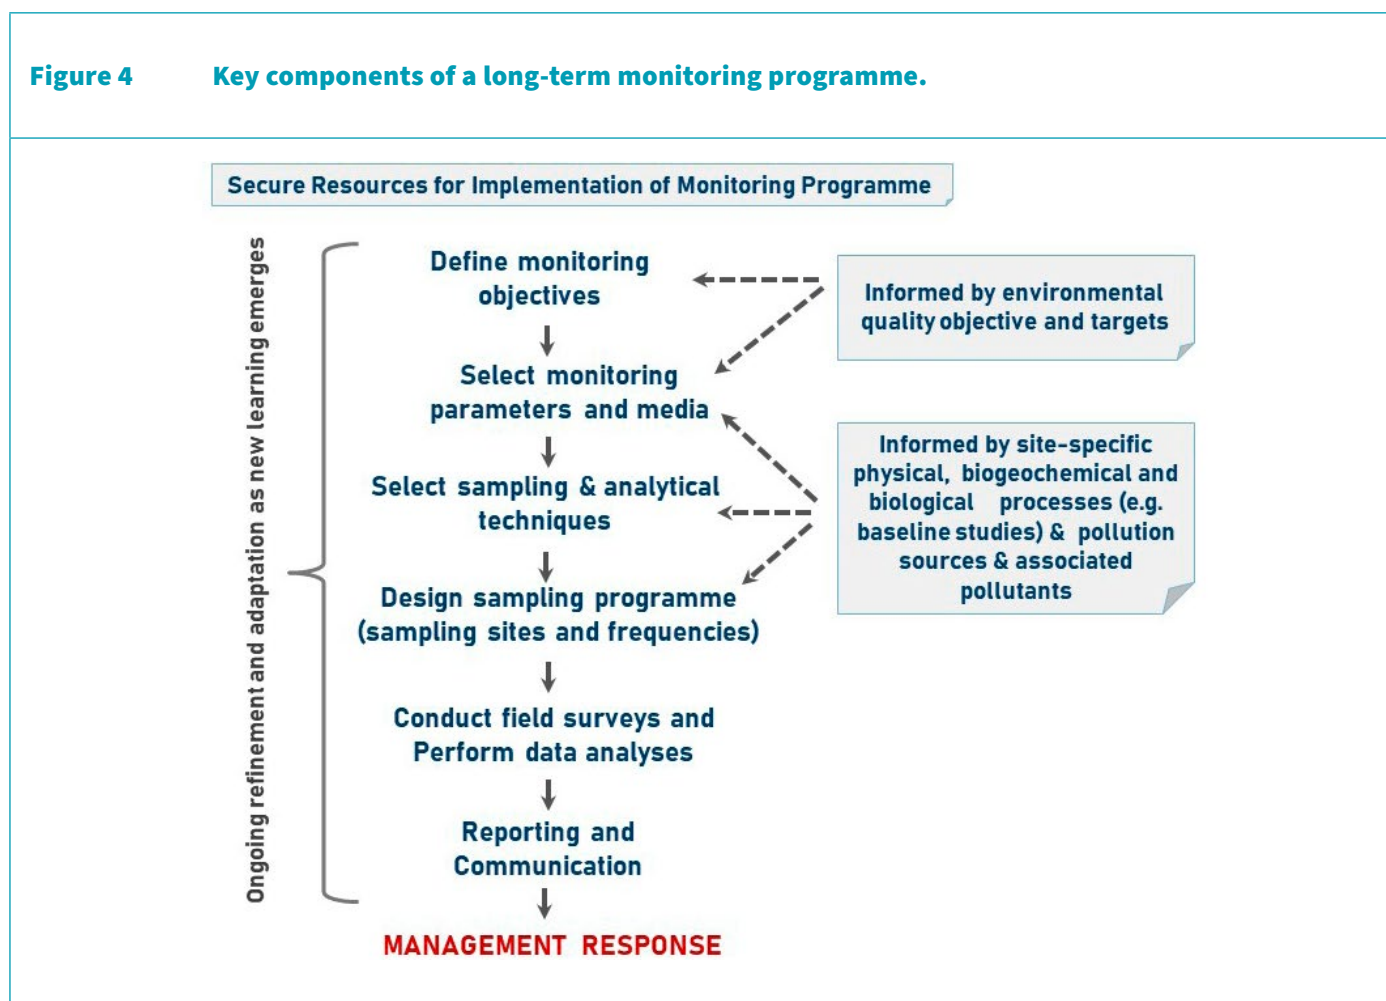 Figure 4 Key components of a long-term monitoring programme.
Secure Resources for Implementation of Monitoring Programme
Ongoing refinement and adaptation as new learning emerges
Define monitoring
objectives
Select monitoring
parameters and media
Select sampling & analytical
techniques
Design sampling programme
(sampling sites and frequencies)
Conduct field surveys and
Perform data analyses
Reporting and
Communication
MANAGEMENT RESPONSE
Informed by environmental
quality objective and targets
Informed by site-specific
physical, biogeochemical and
biological processes (e.g.
baseline studies) & pollution
sources & associated
pollutants